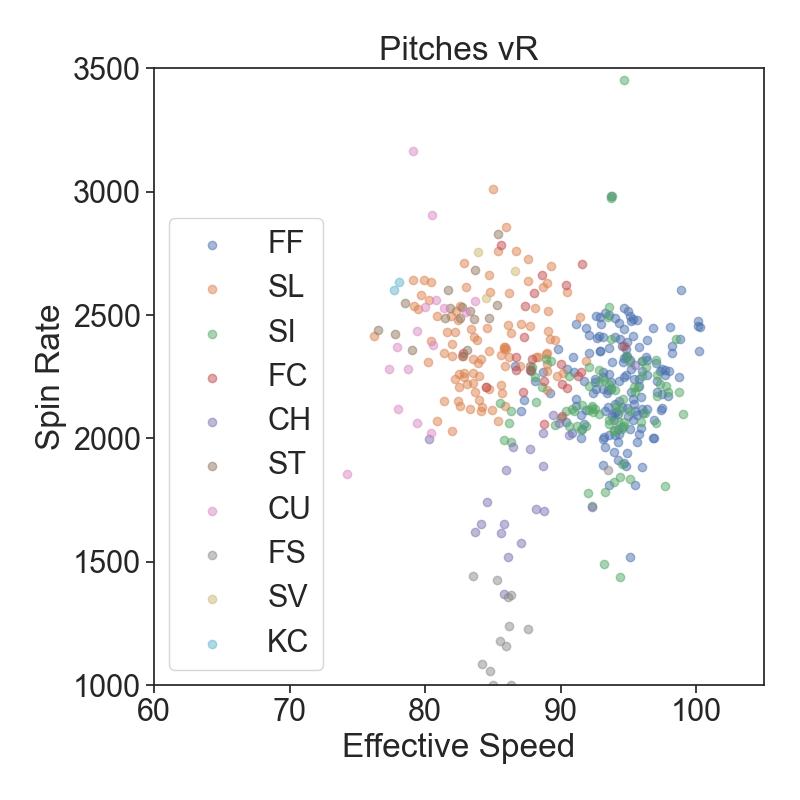 Pitches vR
3500
3000
2500
2000
1500
1000
Spin Rate
FF
SL
SI
FC
CH
ST
CU
FS
SV
KC
60 70 80 90 100
Effective Speed